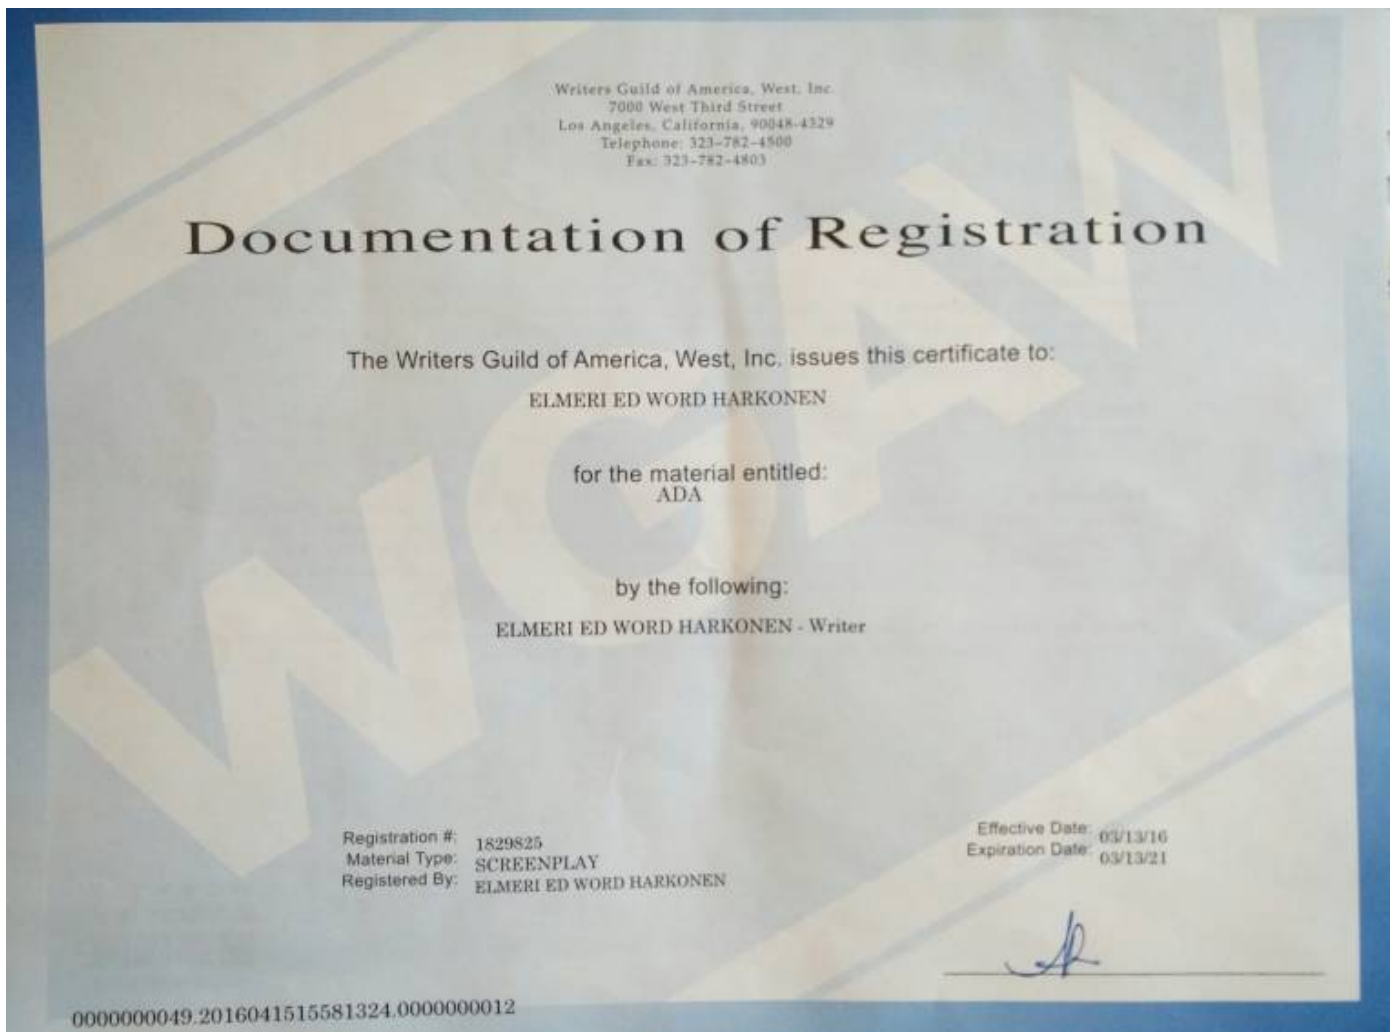 Writers Guild of America, West, Inc.
7000 West Third Street
Los Angeles, California, 90048-4329
Telephone: 323-782-4500
Fax: 323-782-4803
Documentation of Registration
The Writers Guild of America, West, Inc. issues this certificate to:
ELMERI ED WORD HARKONEN
for the material entitled:
ADA
by the following:
ELMERI ED WORD HARKONEN - Writer
WGAW
Registration #: 1829825
Material Type: SCREENPLAY
Registered By: ELMERI ED WORD HARKONEN
Effective Date: 03/13/16
Expiration Date: 03/13/21
0000000049.2016041515581324.0000000012